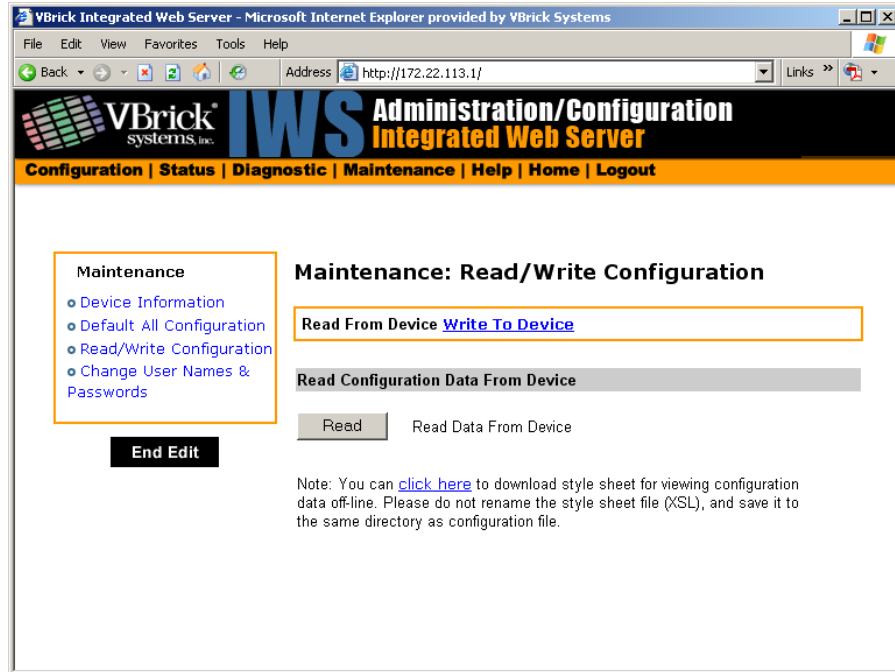 VBrick Integrated Web Server - Microsoft Internet Explorer provided by VBrick Systems
File Edit View Favorites Tools Help
Back Address http://172.22.113.1/ Links »
VBrick systems, inc. IWS Administration/Configuration
Integrated Web Server
Configuration | Status | Diagnostic | Maintenance | Help | Home | Logout
Maintenance
Device Information
Default All Configuration
Read/Write Configuration
Change User Names &
Passwords
End Edit
Maintenance: Read/Write Configuration
Read From Device Write To Device
Read Configuration Data From Device
Read Read Data From Device
Note: You can click here to download style sheet for viewing configuration
data off-line. Please do not rename the style sheet file (XSL), and save it to
the same directory as configuration file.